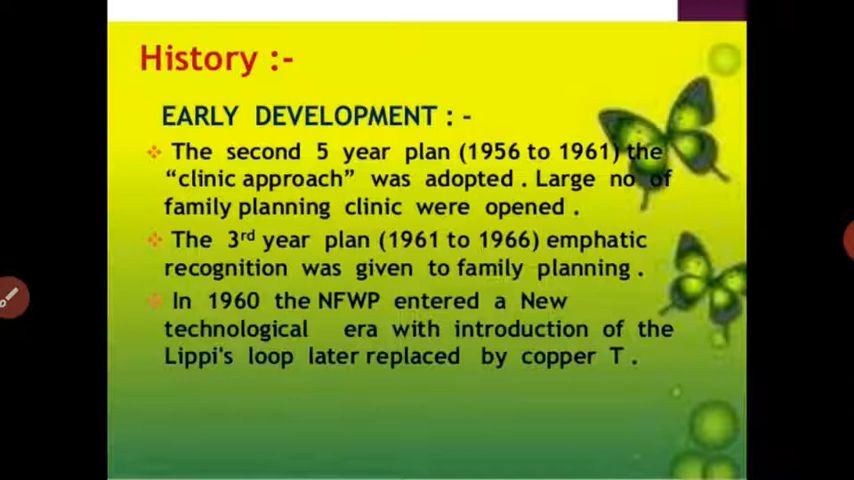 History :-
EARLY DEVELOPMENT : -
The second 5 year plan (1956 to 1961) the
“clinic approach” was adopted . Large no of
family planning clinic were opened .
The 3rd year plan (1961 to 1966) emphatic
recognition was given to family planning .
In 1960 the NFWP entered a New
technological era with introduction of the
Lippi's loop later replaced by copper T .